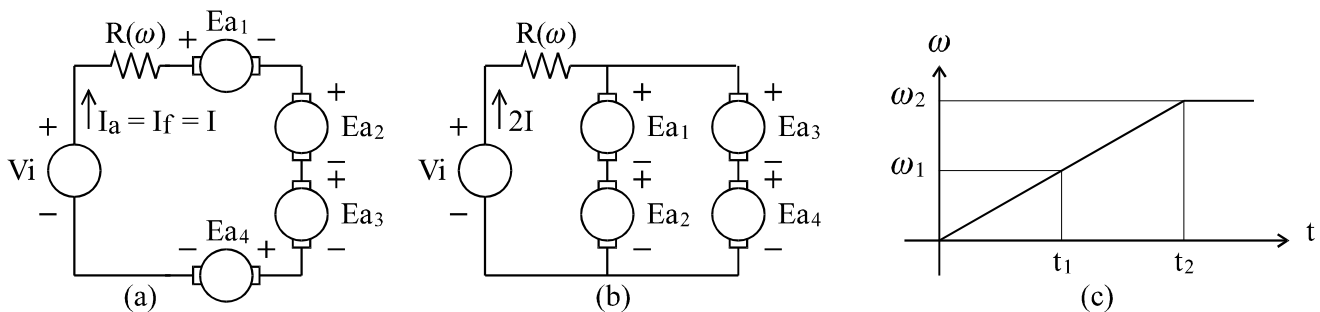 R(ω) + Ea1 −
+ Ia = If = I
Vi
−
+ Ea2 −
+ Ea3 −
− Ea4 +
(a)
R(ω)
+ 2I
Vi
−
+ Ea1 −
+ Ea2 −
+ Ea3 −
+ Ea4 −
(b)
ω
ω2
ω1
t1 t2 t
(c)